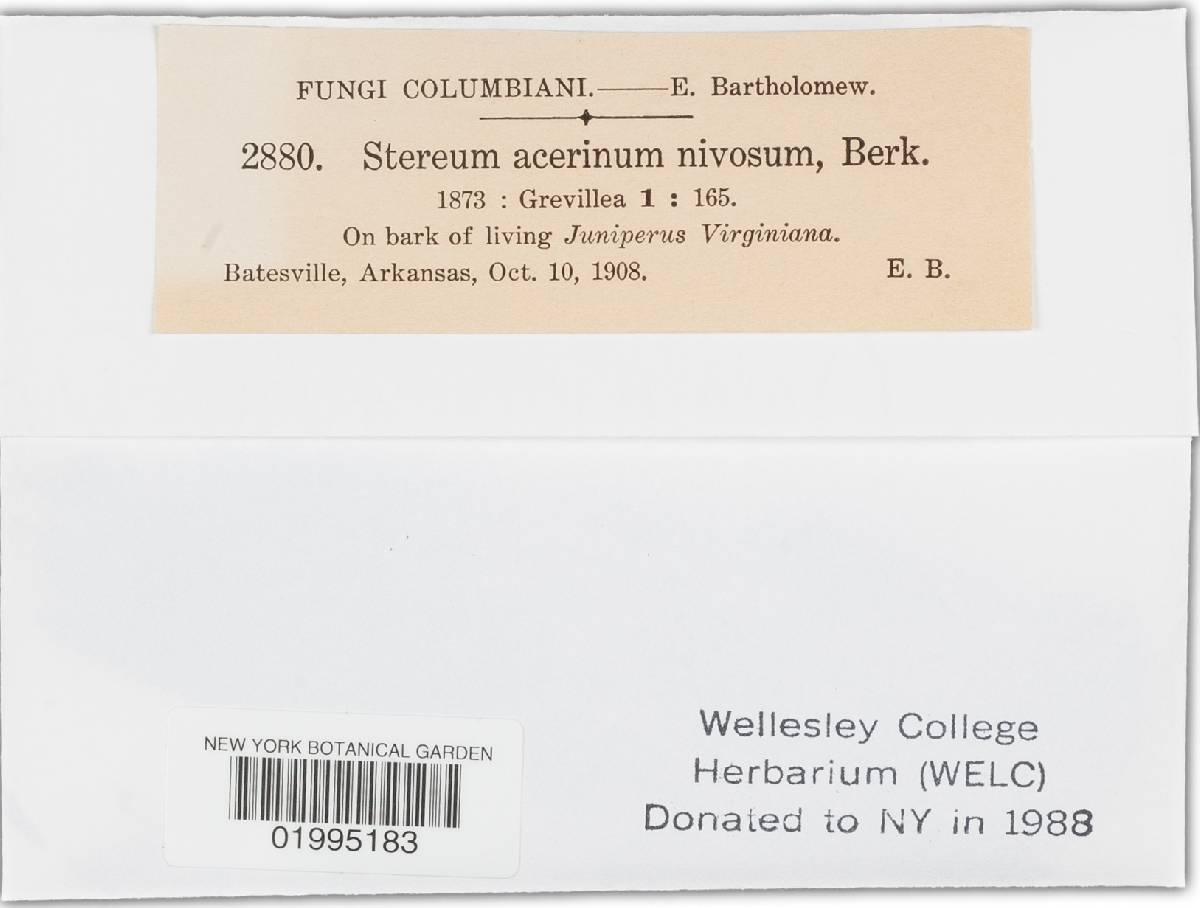 FUNGI COLUMBIANI.——E. Bartholomew.
2880. Stereum acerinum nivosum, Berk.
1873 : Grevillea 1 : 165.
On bark of living Juniperus Virginiana.
Batesville, Arkansas, Oct. 10, 1908. E. B.
NEW YORK BOTANICAL GARDEN
01995183
Wellesley College
Herbarium (WELC)
Donated to NY in 1988